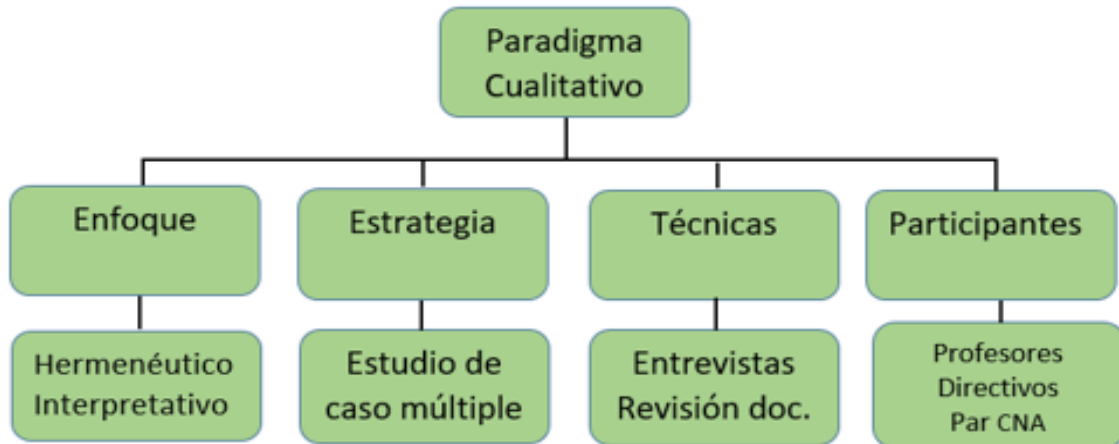 Paradigma
Cualitativo
Enfoque
Estrategia
Técnicas
Participantes
Hermenéutico
Interpretativo
Estudio de
caso múltiple
Entrevistas
Revisión doc.
Profesores
Directivos
Par CNA